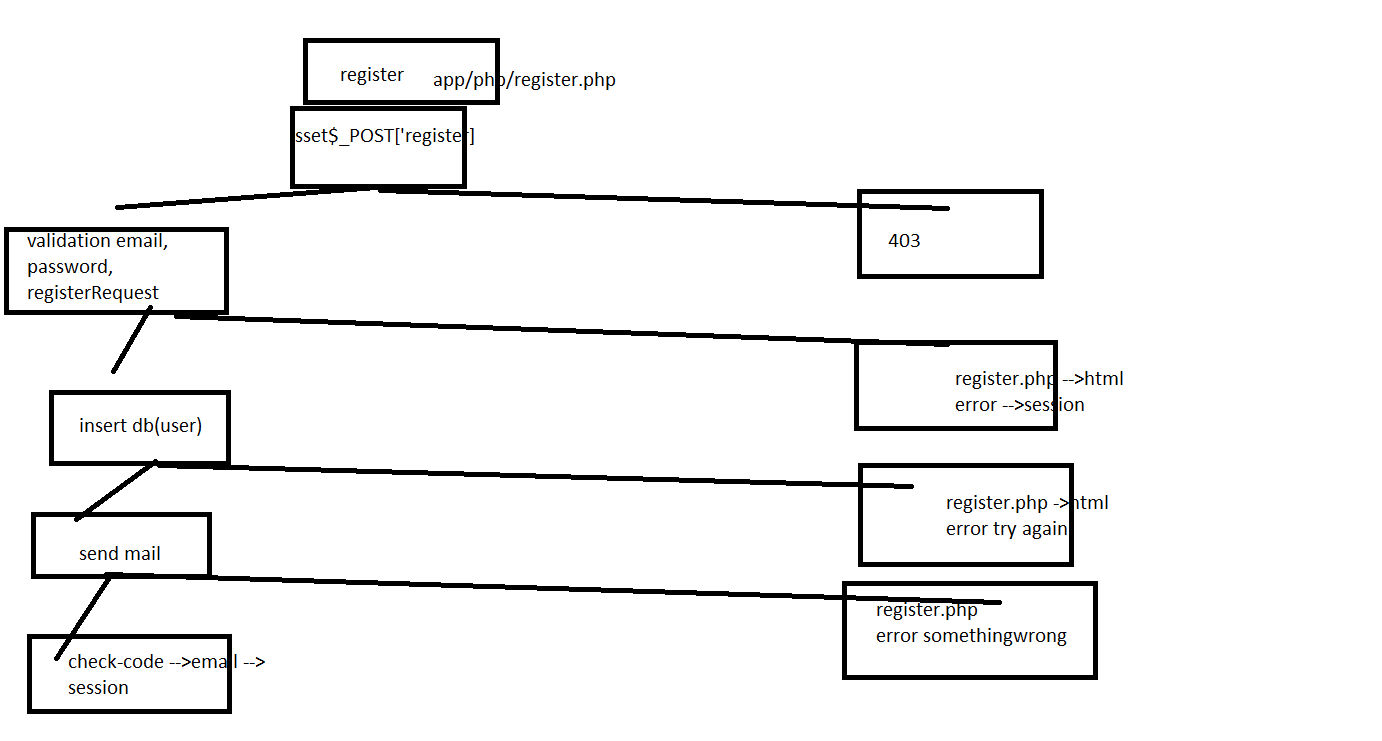 register app/php/register.php
sset$_POST['register]
validation email,
password,
registerRequest
403
register.php -->html
error -->session
insert db(user)
register.php ->html
error try again
send mail
register.php
error somethingwrong
check-code -->email -->
session